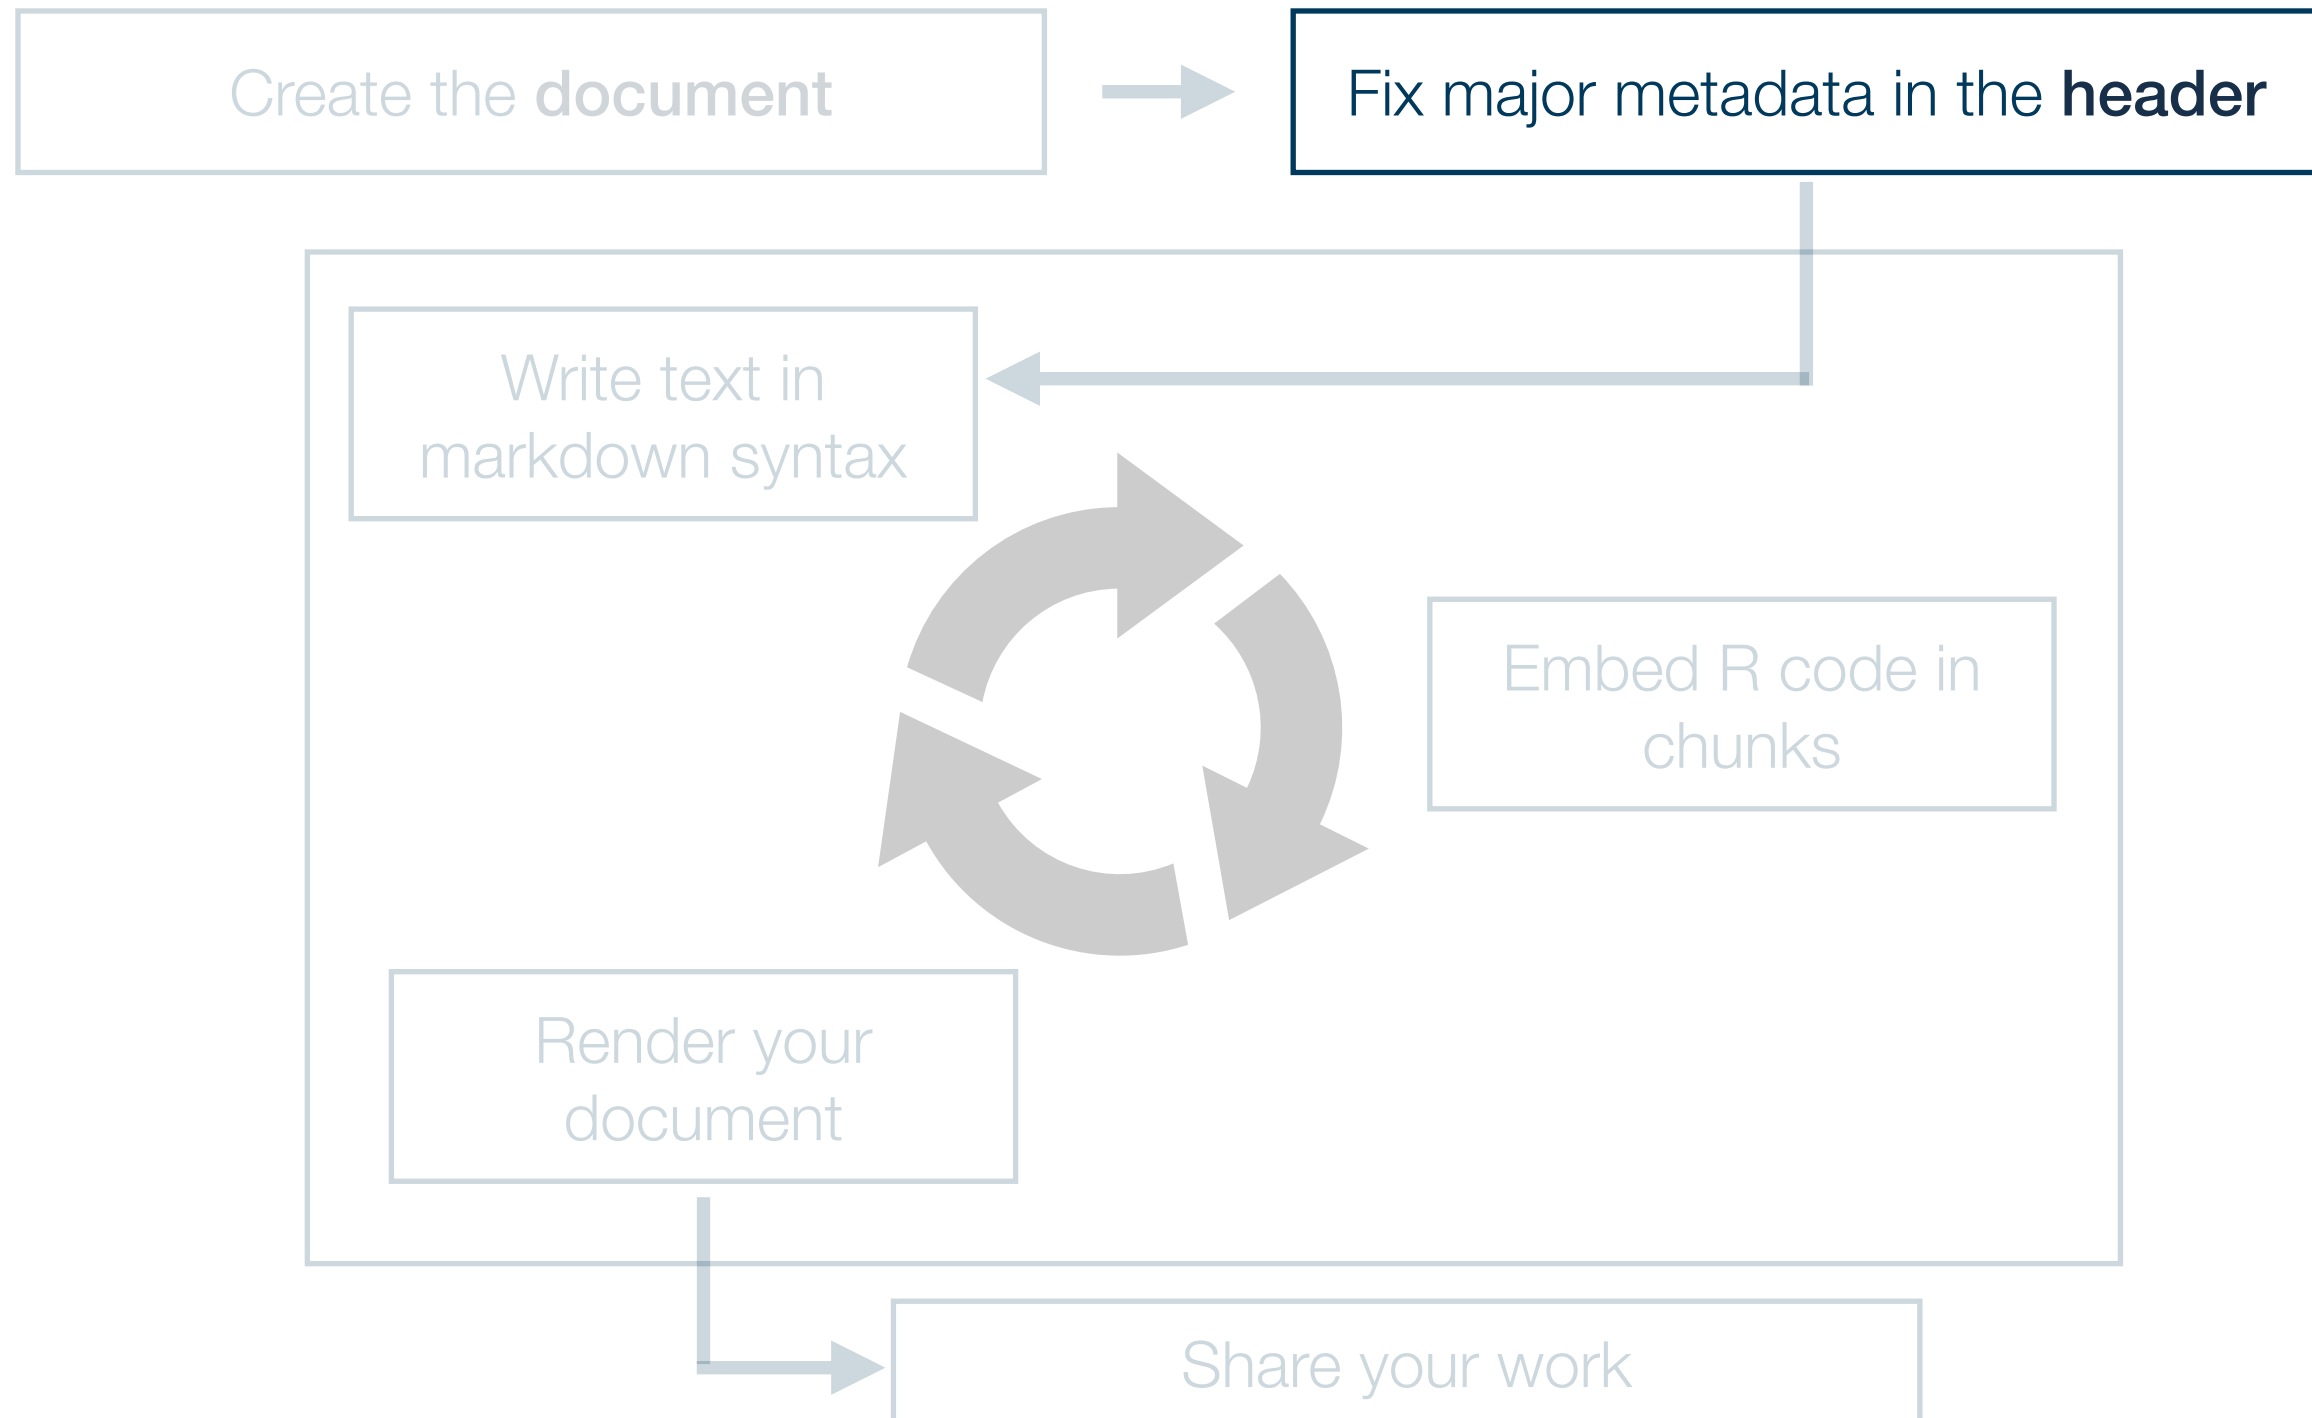 Create the document
Fix major metadata in the header
Write text in
markdown syntax
Embed R code in
chunks
Render your
document
Share your work